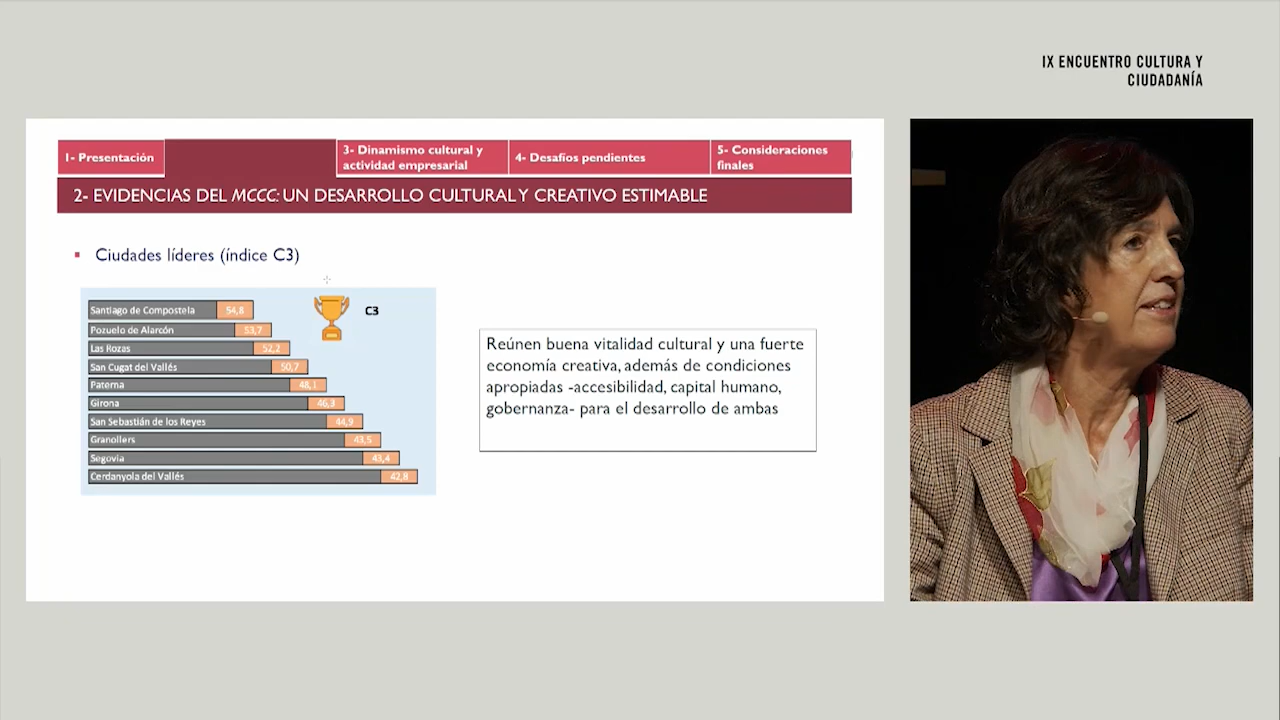 IX ENCUENTRO CULTURA Y
CIUDADANÍA
1- Presentación
3- Dinamismo cultural y
actividad empresarial
4- Desafíos pendientes
5- Consideraciones
finales
2- EVIDENCIAS DEL MCCC: UN DESARROLLO CULTURAL Y CREATIVO ESTIMABLE
Ciudades líderes (índice C3)
C3
Santiago de Compostela 54,8
Pozuelo de Alarcón 53,7
Las Rozas 52,2
San Cugat del Vallés 50,7
Paterna 48,1
Girona 46,3
San Sebastián de los Reyes 44,9
Granollers 43,5
Segovia 43,4
Cerdanyola del Vallés 42,8
Reúnen buena vitalidad cultural y una fuerte
economía creativa, además de condiciones
apropiadas -accesibilidad, capital humano,
gobernanza- para el desarrollo de ambas